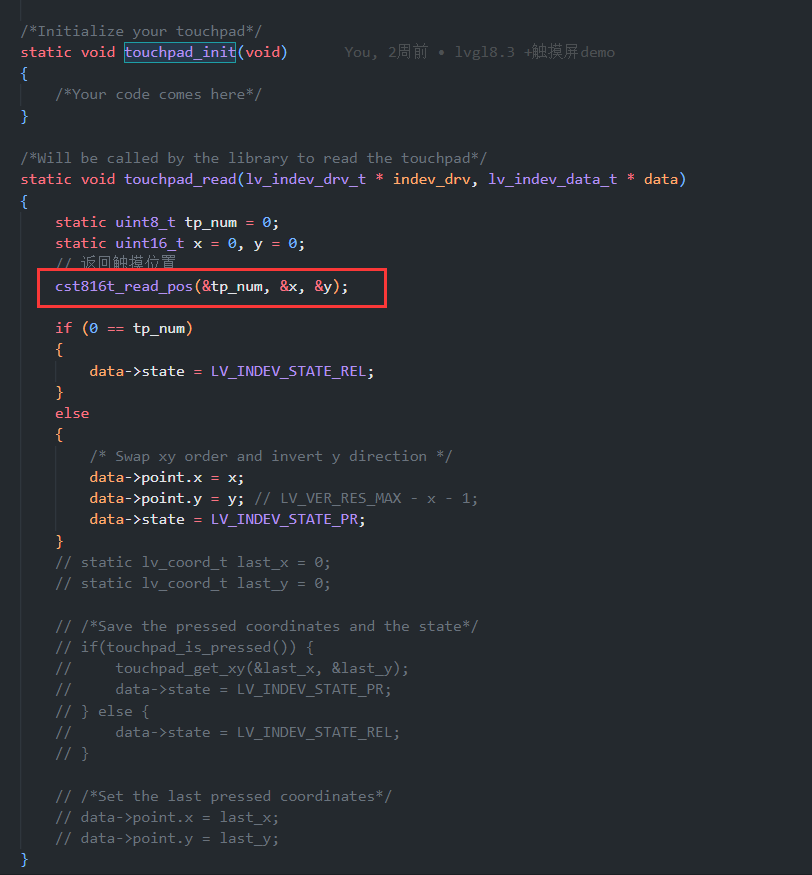 /*Initialize your touchpad*/
static void touchpad_init(void) You, 2周前 • lvgl8.3 +触摸屏demo
{
/*Your code comes here*/
}
/*Will be called by the library to read the touchpad*/
static void touchpad_read(lv_indev_drv_t * indev_drv, lv_indev_data_t * data)
{
static uint8_t tp_num = 0;
static uint16_t x = 0, y = 0;
// 返回触摸位置
cst816t_read_pos(&tp_num, &x, &y);
if (0 == tp_num)
{
data->state = LV_INDEV_STATE_REL;
}
else
{
/* Swap xy order and invert y direction */
data->point.x = x;
data->point.y = y; // LV_VER_RES_MAX - x - 1;
data->state = LV_INDEV_STATE_PR;
}
// static lv_coord_t last_x = 0;
// static lv_coord_t last_y = 0;
// /*Save the pressed coordinates and the state*/
// if(touchpad_is_pressed()) {
//     touchpad_get_xy(&last_x, &last_y);
//     data->state = LV_INDEV_STATE_PR;
// } else {
//     data->state = LV_INDEV_STATE_REL;
// }
// /*Set the last pressed coordinates*/
// data->point.x = last_x;
// data->point.y = last_y;
}